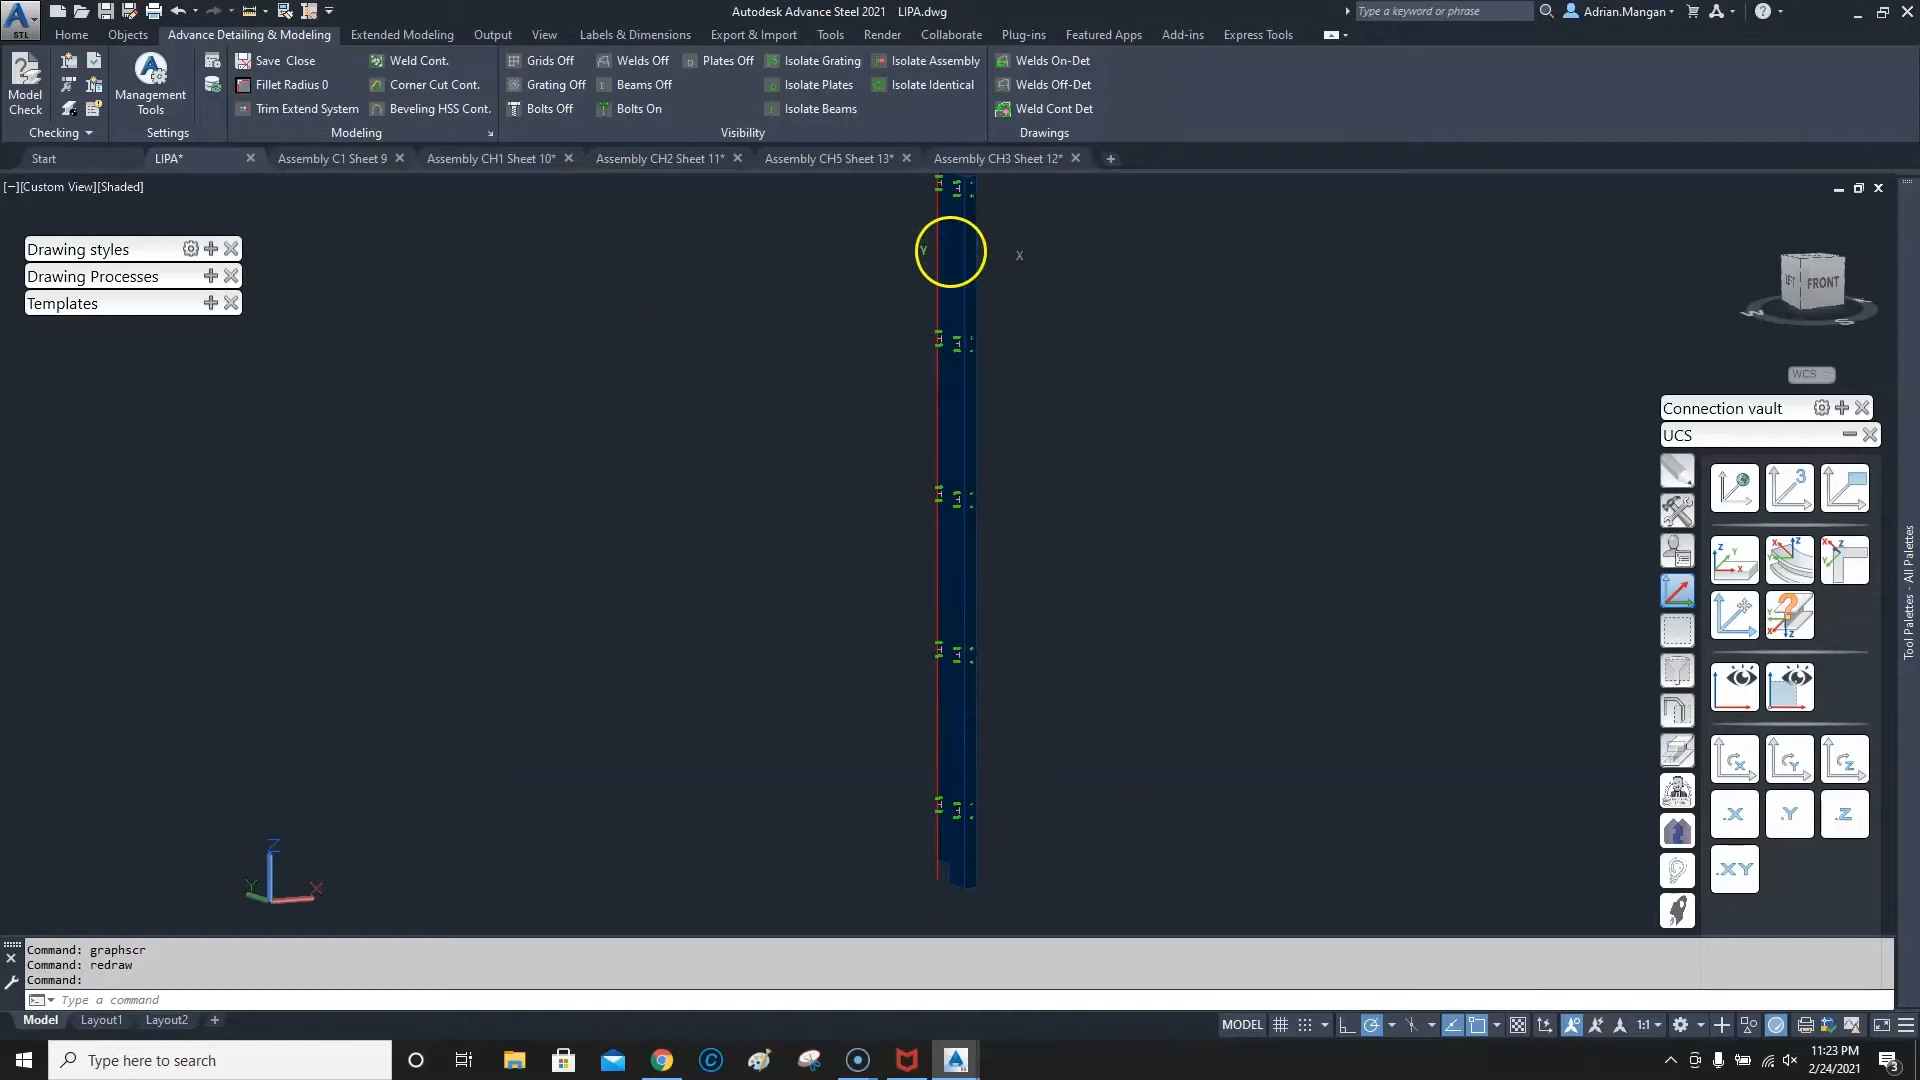 Autodesk Advance Steel 2021 LIPA.dwg
Type a keyword or phrase
Adrian.Mangan
STL
Home Objects Advance Detailing & Modeling Extended Modeling Output View Labels & Dimensions Export & Import Tools Render Collaborate Plug-ins Featured Apps Add-ins Express Tools
Model Check
Management Tools
Save Close
Fillet Radius 0
Trim Extend System
Weld Cont.
Corner Cut Cont.
Beveling HSS Cont.
Grids Off
Grating Off
Bolts Off
Welds Off
Beams Off
Bolts On
Plates Off
Isolate Grating
Isolate Plates
Isolate Beams
Isolate Assembly
Isolate Identical
Welds On-Det
Welds Off-Det
Weld Cont Det
Checking Settings Modeling Visibility Drawings
Start LIPA* Assembly C1 Sheet 9 Assembly CH1 Sheet 10* Assembly CH2 Sheet 11* Assembly CH5 Sheet 13* Assembly CH3 Sheet 12*
[−][Custom View][Shaded]
Drawing styles
Drawing Processes
Templates
Y X
LEFT FRONT
W S
WCS
Connection vault
UCS
3
Z Y X
X Z Y
X Z Y
?
X Y Z
.X .Y .Z
.XY
Tool Palettes - All Palettes
Z
Y X
Command: graphscr
Command: redraw
Command:
Type a command
Model Layout1 Layout2
MODEL 1:1
Type here to search
11:23 PM
2/24/2021
3